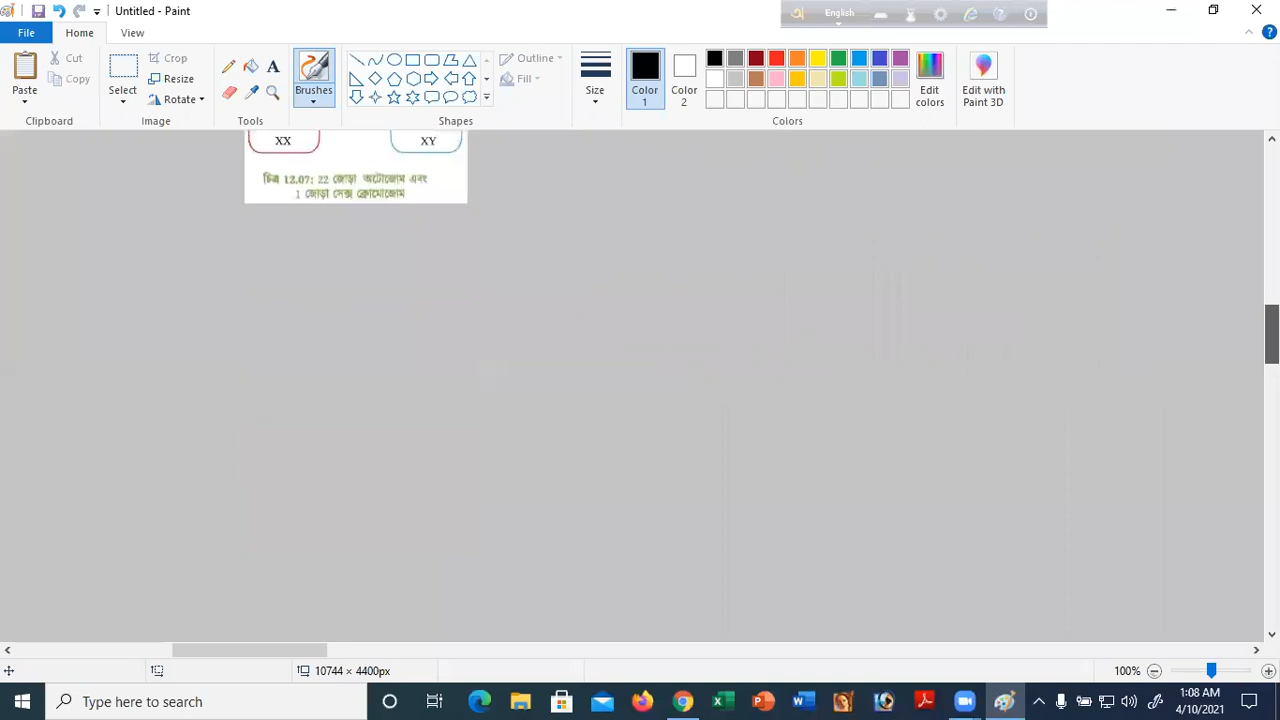 Untitled - Paint
English
File
Home
View
Paste
Cut
Copy
Clipboard
Select
Crop
Resize
Rotate
Image
Tools
Brushes
Shapes
Outline
Fill
Size
Color 1
Color 2
Edit colors
Colors
Edit with Paint 3D
XX
XY
চিত্র 12.07: 22 জোড়া অটোজোম এবং
1 জোড়া সেক্স ক্রোমোজোম
10744 × 4400px
100%
Type here to search
1:08 AM
4/10/2021